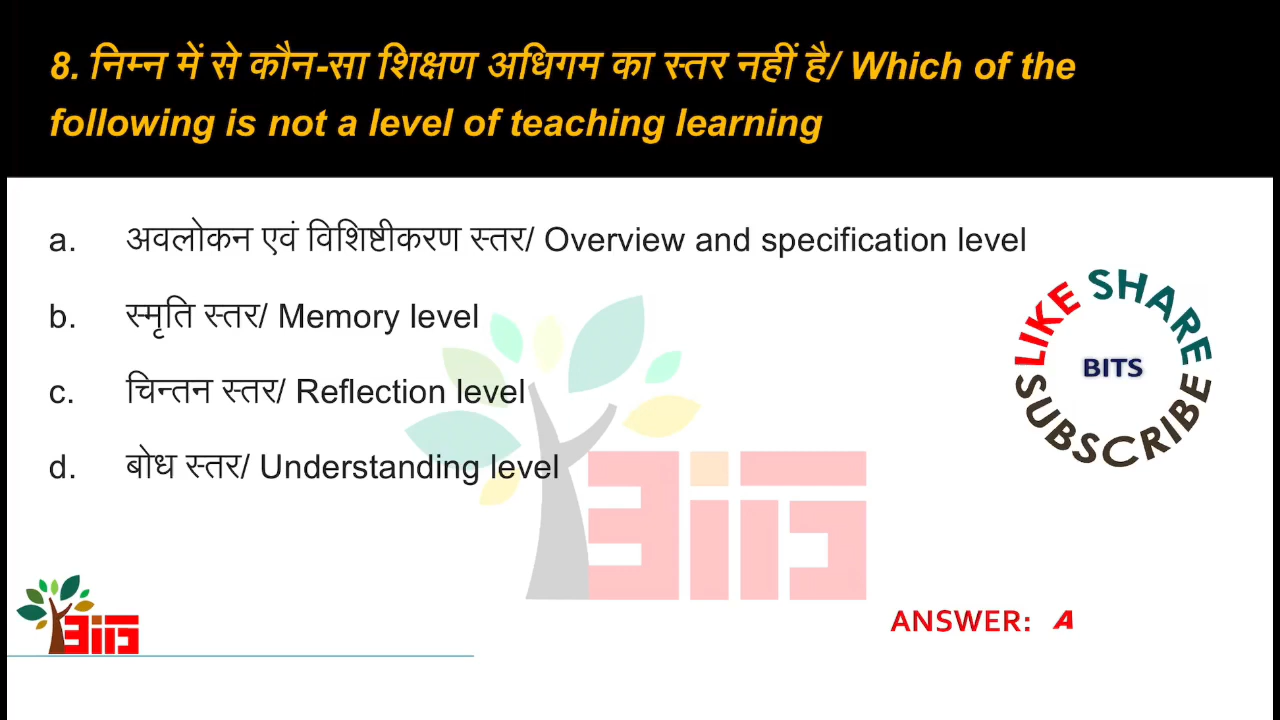 8. निम्न में से कौन-सा शिक्षण अधिगम का स्तर नहीं है/ Which of the
following is not a level of teaching learning
a. अवलोकन एवं विशिष्टीकरण स्तर/ Overview and specification level
b. स्मृति स्तर/ Memory level
c. चिन्तन स्तर/ Reflection level
d. बोध स्तर/ Understanding level
LIKE SHARE
BITS
SUBSCRIBE
ANSWER: A